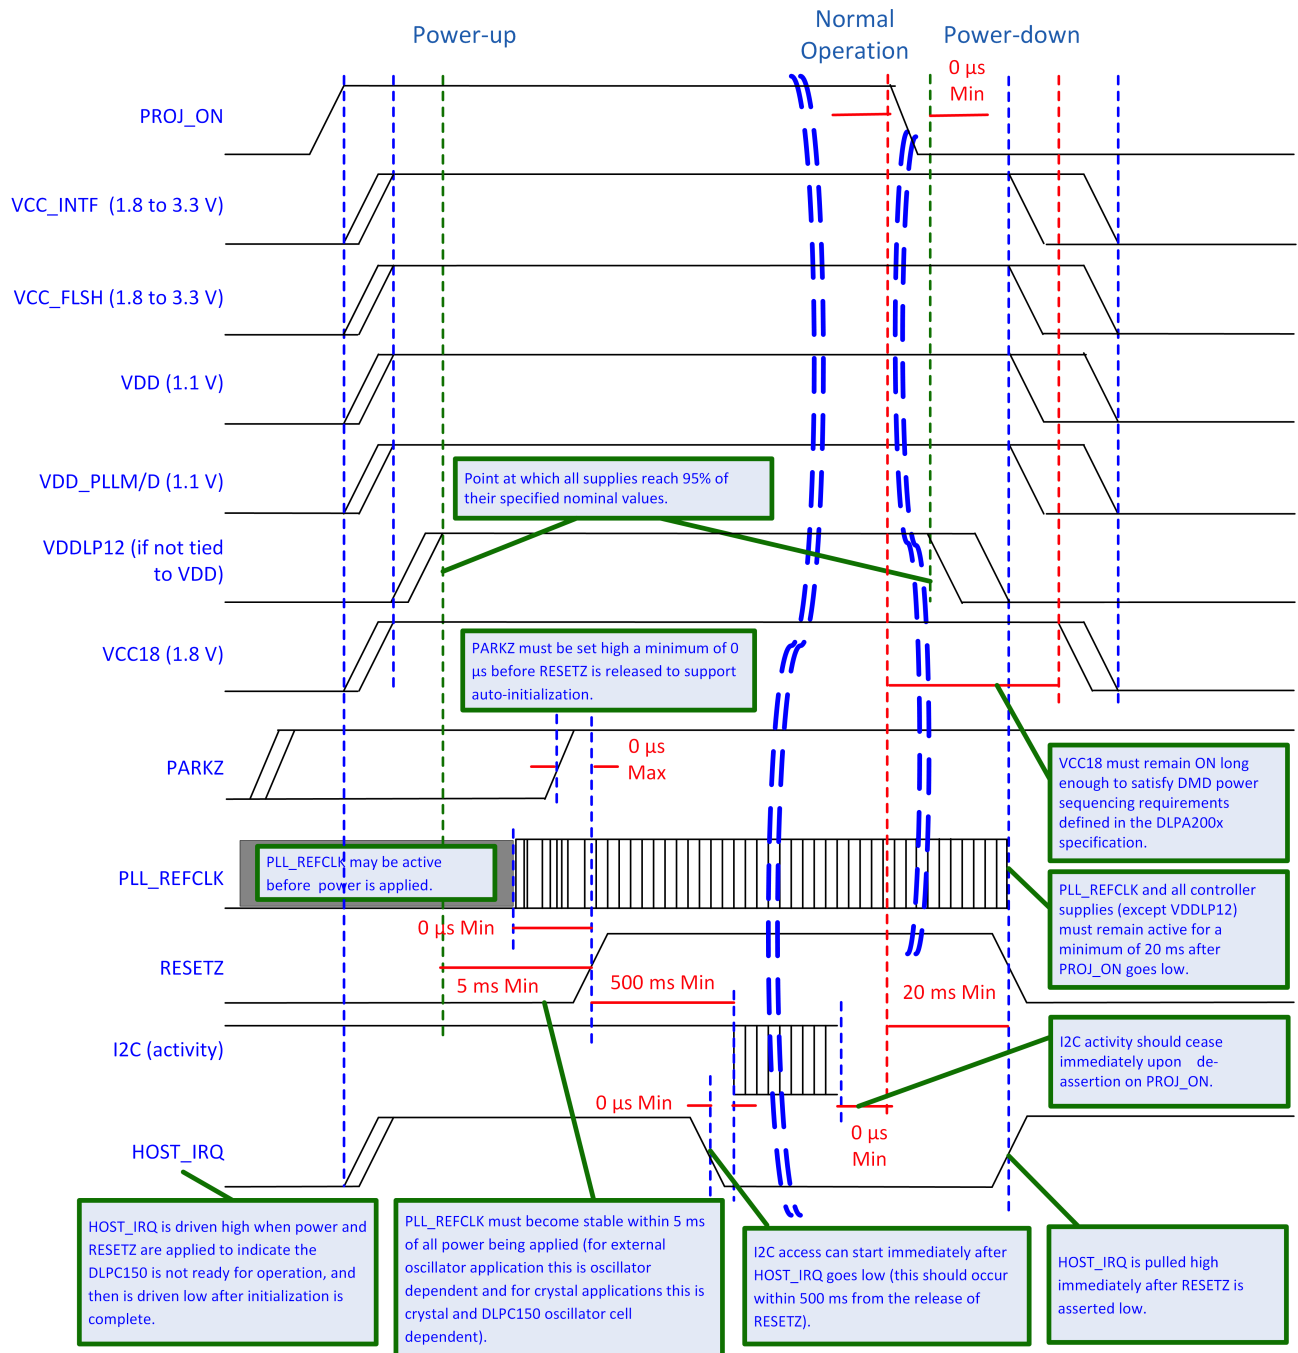 Power-up
Normal
Operation
Power-down
0 µs
Min
PROJ_ON
VCC_INTF (1.8 to 3.3 V)
VCC_FLSH (1.8 to 3.3 V)
VDD (1.1 V)
VDD_PLLM/D (1.1 V)
Point at which all supplies reach 95% of
their specified nominal values.
VDDLP12 (if not tied
to VDD)
VCC18 (1.8 V)
PARKZ must be set high a minimum of 0
µs before RESETZ is released to support
auto-initialization.
PARKZ
0 µs
Max
VCC18 must remain ON long
enough to satisfy DMD power
sequencing requirements
defined in the DLPA200x
specification.
PLL_REFCLK
PLL_REFCLK may be active
before power is applied.
PLL_REFCLK and all controller
supplies (except VDDLP12)
must remain active for a
minimum of 20 ms after
PROJ_ON goes low.
0 µs Min
RESETZ
5 ms Min
500 ms Min
20 ms Min
I2C (activity)
I2C activity should cease
immediately upon de-
assertion on PROJ_ON.
0 µs Min
0 µs
Min
HOST_IRQ
HOST_IRQ is driven high when power and
RESETZ are applied to indicate the
DLPC150 is not ready for operation, and
then is driven low after initialization is
complete.
PLL_REFCLK must become stable within 5 ms
of all power being applied (for external
oscillator application this is oscillator
dependent and for crystal applications this is
crystal and DLPC150 oscillator cell
dependent).
I2C access can start immediately after
HOST_IRQ goes low (this should occur
within 500 ms from the release of
RESETZ).
HOST_IRQ is pulled high
immediately after RESETZ is
asserted low.